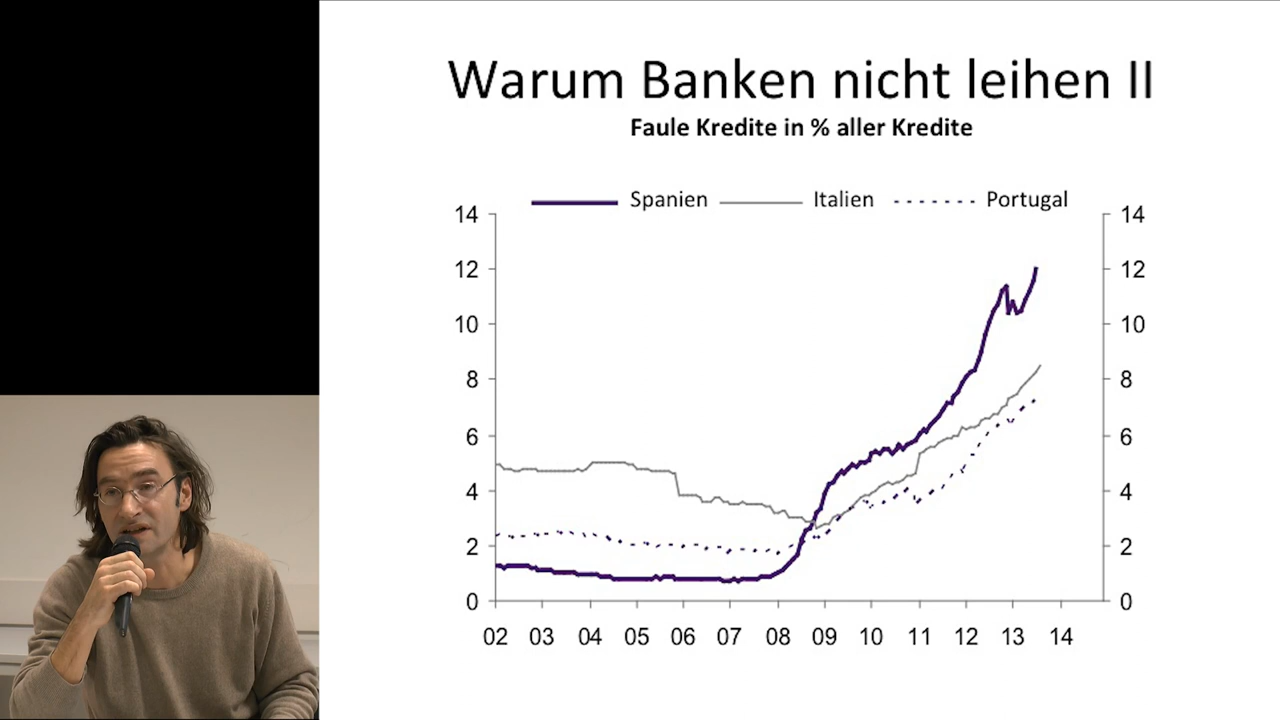 Warum Banken nicht leihen II
Faule Kredite in % aller Kredite
Spanien Italien Portugal
14 14
12 12
10 10
8 8
6 6
4 4
2 2
0 0
02 03 04 05 06 07 08 09 10 11 12 13 14